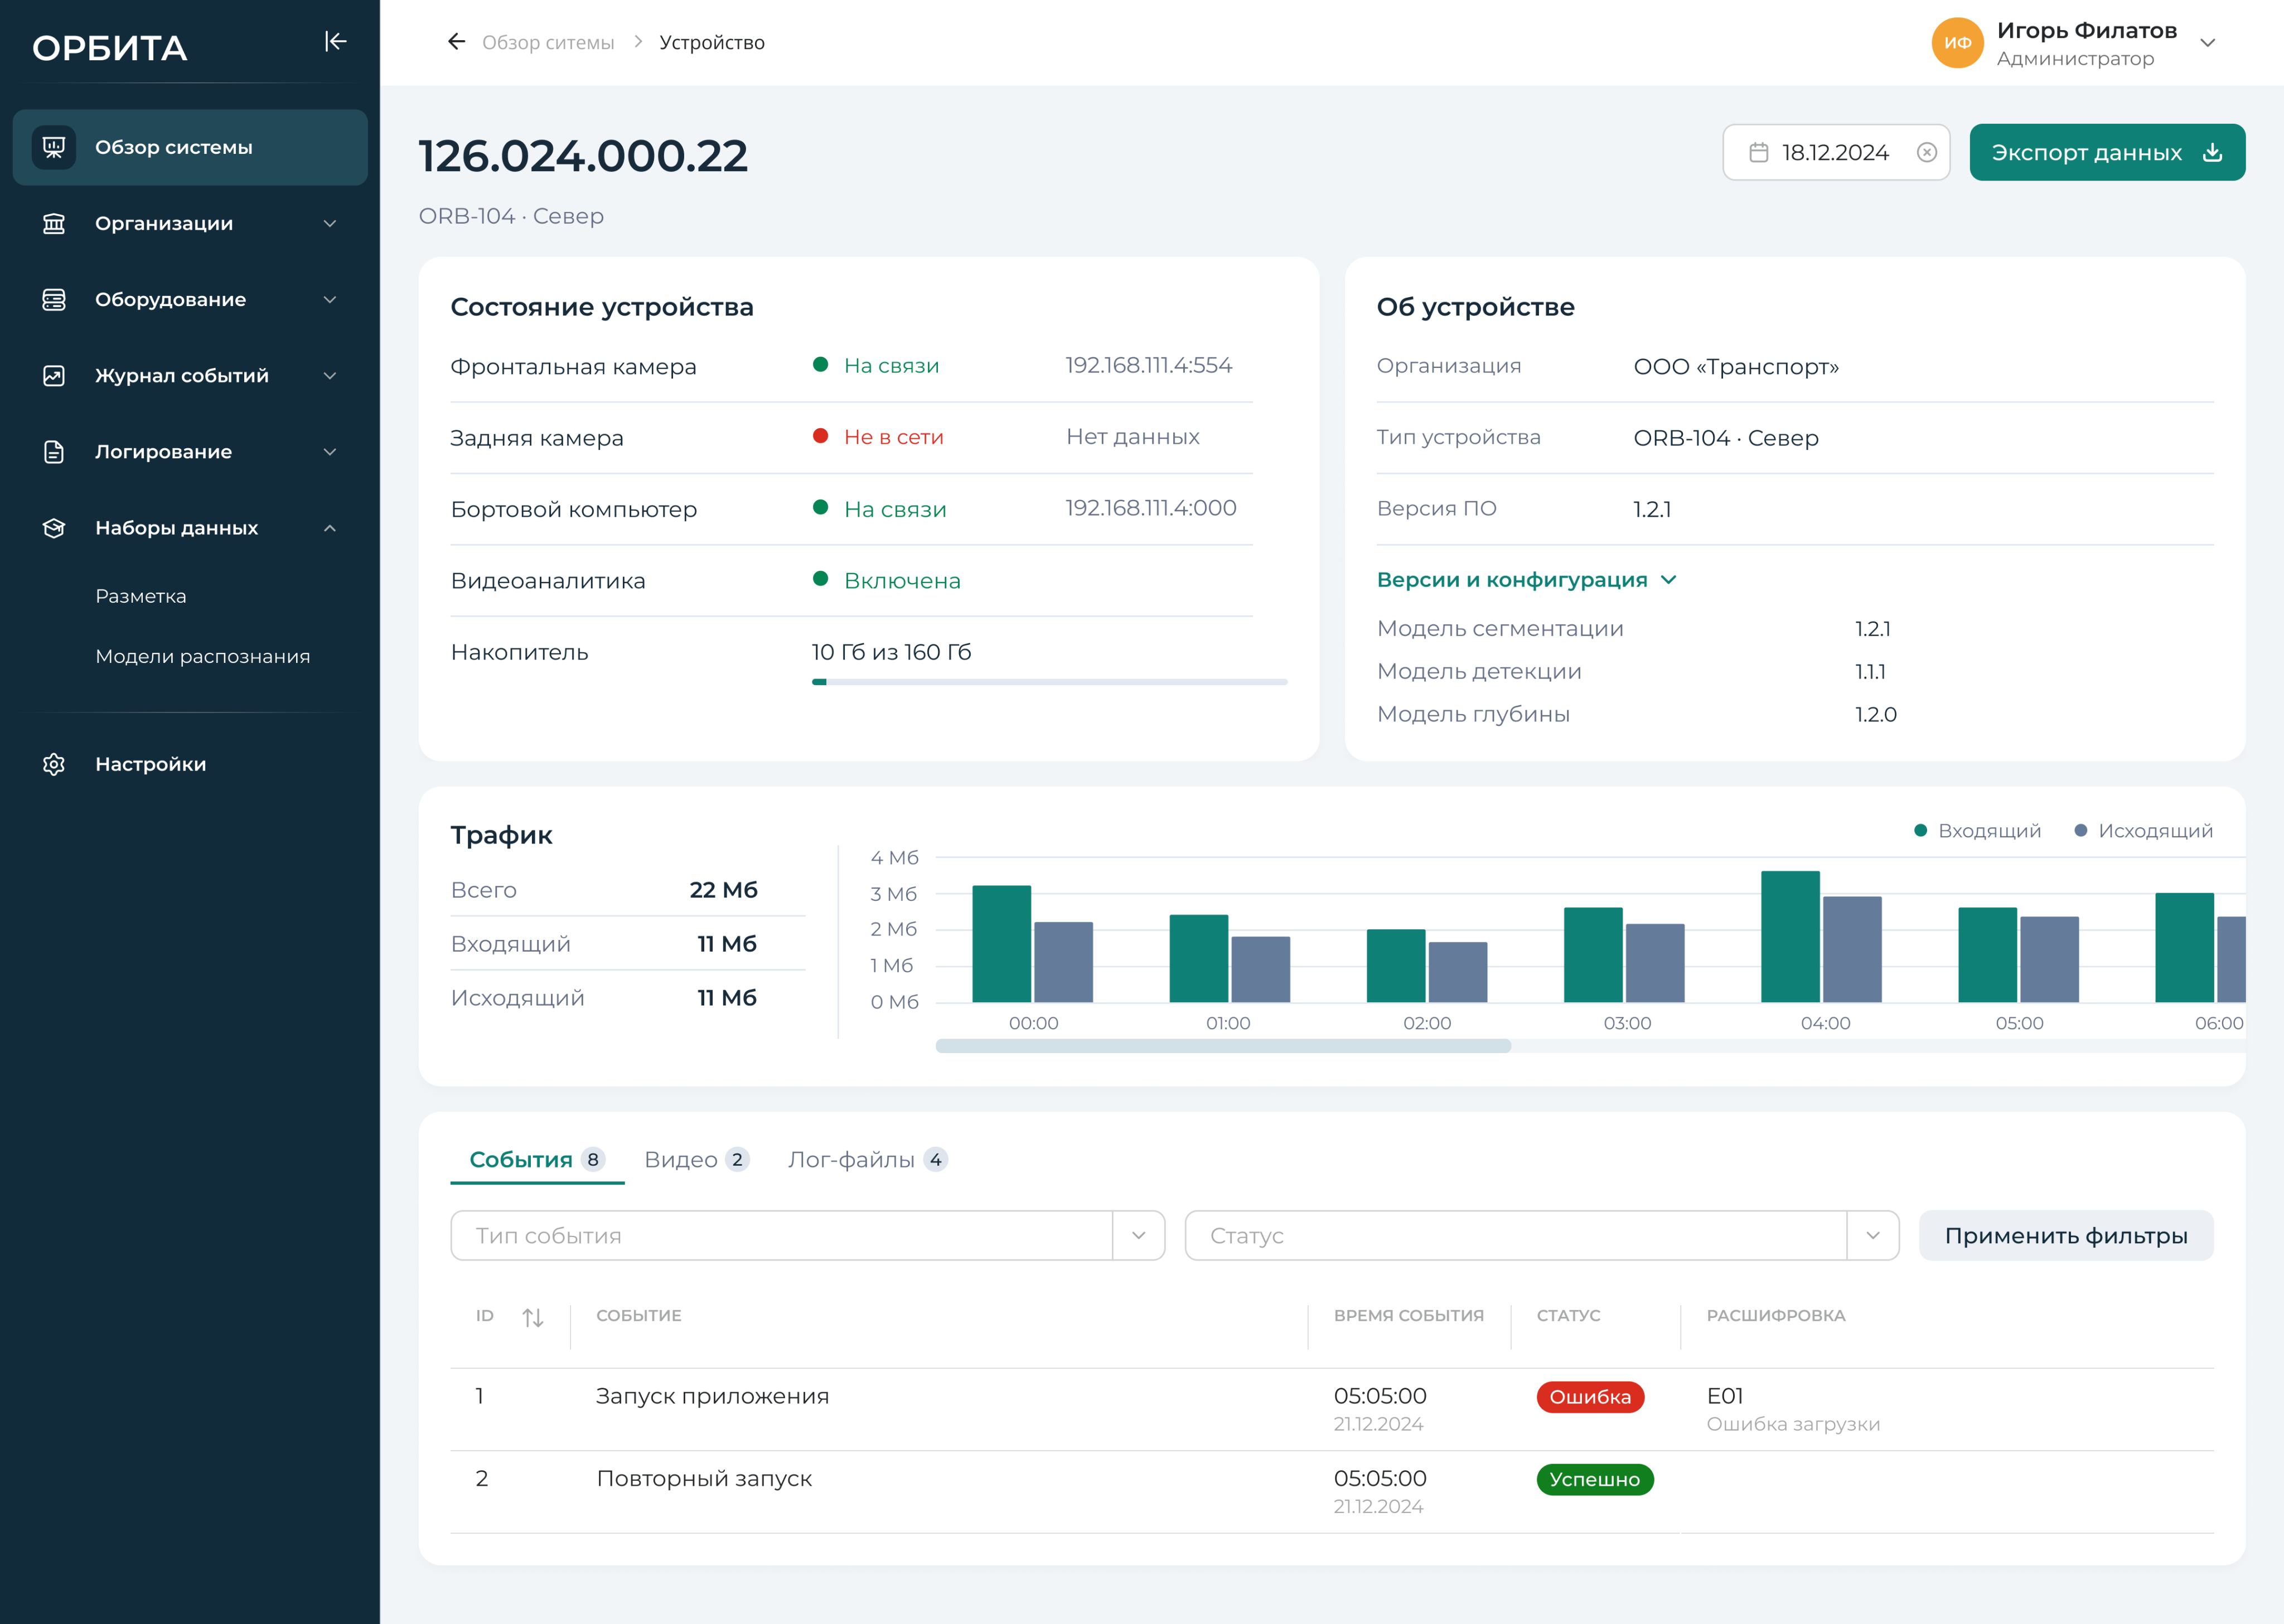 ОРБИТА
Обзор системы
Организации
Оборудование
Журнал событий
Логирование
Наборы данных
Разметка
Модели распознания
Настройки
Обзор ситемы
Устройство
ИФ
Игорь Филатов
Администратор
126.024.000.22
ORB-104 · Север
18.12.2024
Экспорт данных
Состояние устройства
Фронтальная камера На связи 192.168.111.4:554
Задняя камера Не в сети Нет данных
Бортовой компьютер На связи 192.168.111.4:000
Видеоаналитика Включена
Накопитель 10 Гб из 160 Гб
Об устройстве
Организация ООО «Транспорт»
Тип устройства ORB-104 · Север
Версия ПО 1.2.1
Версии и конфигурация
Модель сегментации 1.2.1
Модель детекции 1.1.1
Модель глубины 1.2.0
Трафик
Всего 22 Мб
Входящий 11 Мб
Исходящий 11 Мб
Входящий Исходящий
4 Мб
3 Мб
2 Мб
1 Мб
0 Мб
00:00 01:00 02:00 03:00 04:00 05:00 06:00
События 8 Видео 2 Лог-файлы 4
Тип события
Статус
Применить фильтры
ID СОБЫТИЕ ВРЕМЯ СОБЫТИЯ СТАТУС РАСШИФРОВКА
1 Запуск приложения 05:05:00 Ошибка E01
21.12.2024 Ошибка загрузки
2 Повторный запуск 05:05:00 Успешно
21.12.2024